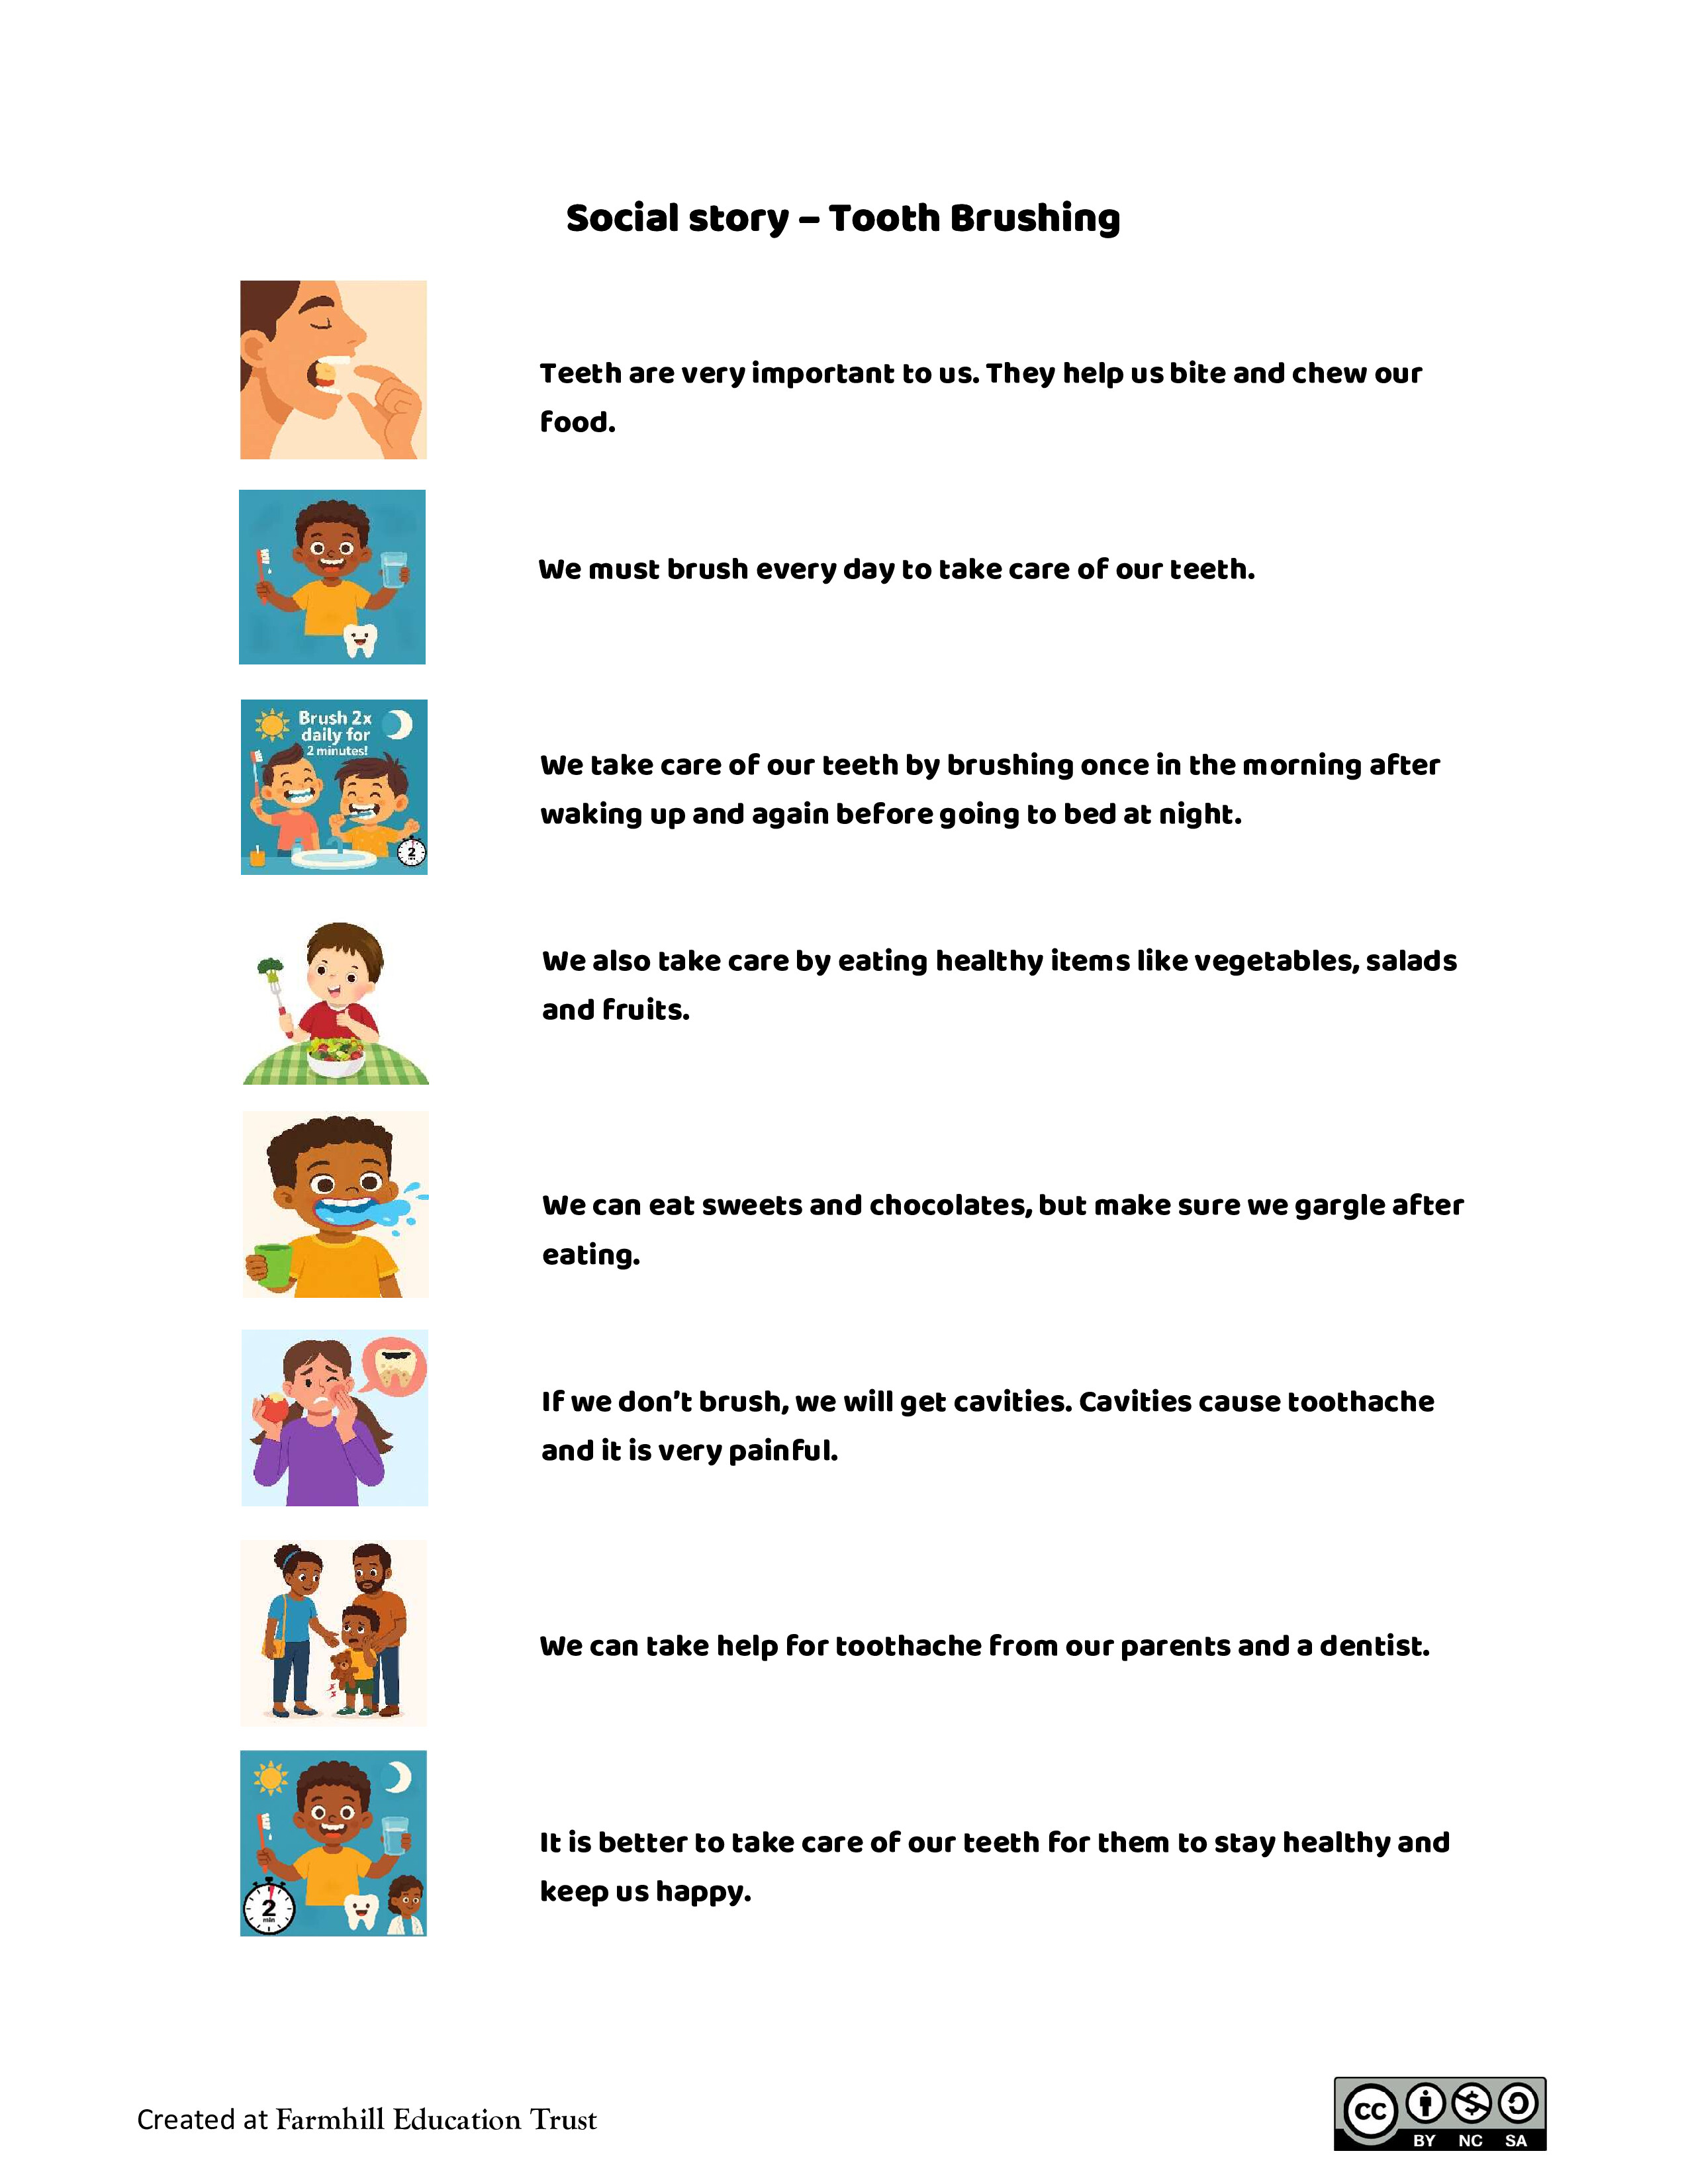 Social story – Tooth Brushing
Teeth are very important to us. They help us bite and chew our
food.
We must brush every day to take care of our teeth.
Brush 2x
daily for
2 minutes!
2
We take care of our teeth by brushing once in the morning after
waking up and again before going to bed at night.
We also take care by eating healthy items like vegetables, salads
and fruits.
We can eat sweets and chocolates, but make sure we gargle after
eating.
If we don't brush, we will get cavities. Cavities cause toothache
and it is very painful.
We can take help for toothache from our parents and a dentist.
2
min
It is better to take care of our teeth for them to stay healthy and
keep us happy.
Created at Farmhill Education Trust
cc
BY NC SA